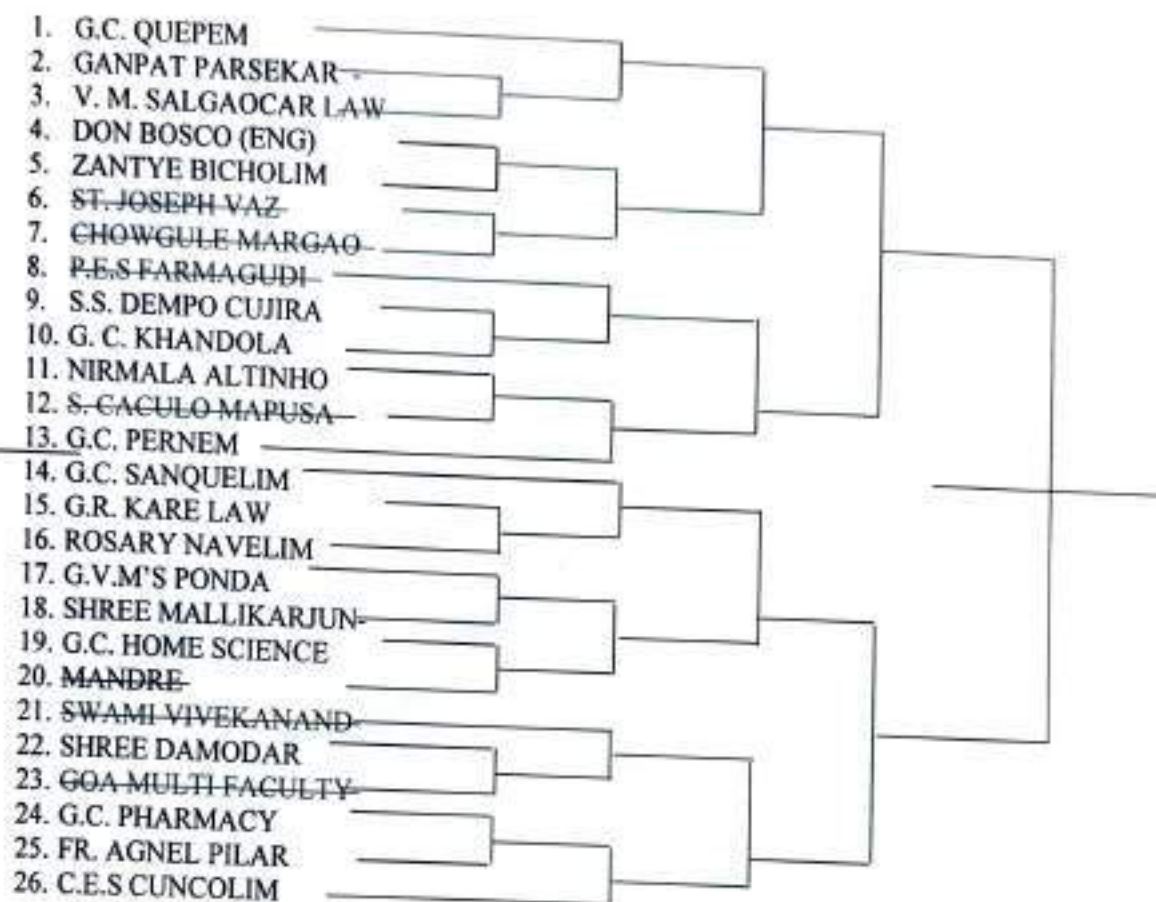 1. G.C. QUEPEM
2. GANPAT PARSEKAR
3. V. M. SALGAOCAR LAW
4. DON BOSCO (ENG)
5. ZANTYE BICHOLIM
6. ST. JOSEPH VAZ
7. CHOWGULE MARGAO
8. P.E.S FARMAGUDI
9. S.S. DEMPO CUJIRA
10. G. C. KHANDOLA
11. NIRMALA ALTINHO
12. S. CACULO MAPUSA
13. G.C. PERNEM
14. G.C. SANQUELIM
15. G.R. KARE LAW
16. ROSARY NAVELIM
17. G.V.M'S PONDA
18. SHREE MALLIKARJUN
19. G.C. HOME SCIENCE
20. MANDRE
21. SWAMI VIVEKANAND
22. SHREE DAMODAR
23. GOA MULTI FACULTY
24. G.C. PHARMACY
25. FR. AGNEL PILAR
26. C.E.S CUNCOLIM